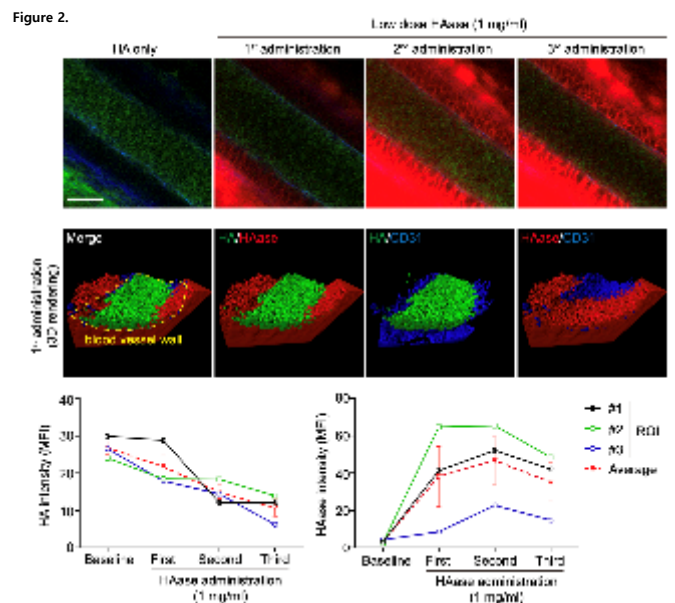 Figure 2.
Low dose HAase (1 mg/ml)
HA only
1st administration
2nd administration
3rd administration
1st administration
(3D rendering)
Merge
HA/HAase
HA/CD31
HAase/CD31
blood vessel wall
HA Intensity (MFI)
40
30
20
10
0
Baseline
First
Second
Third
HAase administration
(1 mg/ml)
HAase intensity (MFI)
80
60
40
20
0
Baseline
First
Second
Third
HAase administration
(1 mg/ml)
#1
#2
#3
ROI
Average